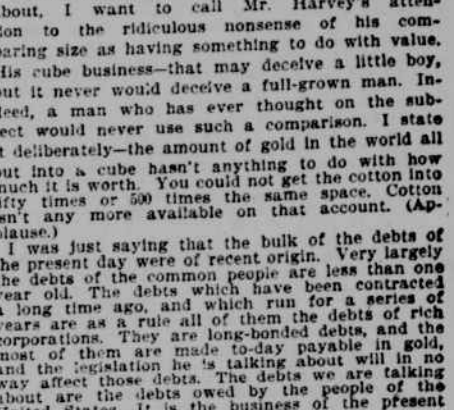 about, I want to call Mr. Harvey's atten-
ion to the ridiculous nonsense of his com-
paring size as having something to do with value.
His cube business—that may deceive a little boy,
but it never would deceive a full-grown man. In-
deed, a man who has ever thought on the sub-
ject would never use such a comparison. I state
t deliberately—the amount of gold in the world all
put into a cube hasn't anything to do with how
much it is worth. You could not get the cotton into
fifty times or 500 times the same space. Cotton
isn't any more available on that account. (Ap-
plause.)
I was just saying that the bulk of the debts of
the present day were of recent origin. Very largely
the debts of the common people are less than one
year old. The debts which have been contracted
a long time ago, and which run for a series of
years are as a rule all of them the debts of rich
corporations. They are long-bonded debts, and the
most of them are made to-day payable in gold,
and the legislation he is talking about will in no
way affect those debts. The debts we are talking
about are the debts owed by the people of the
United States. It is the business of the present